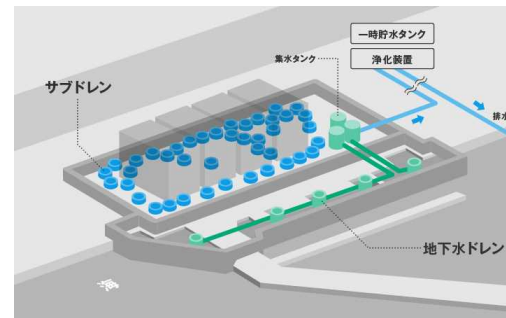 一時貯水タンク
集水タンク
浄化装置
サブドレン
排水
地下水ドレン
海